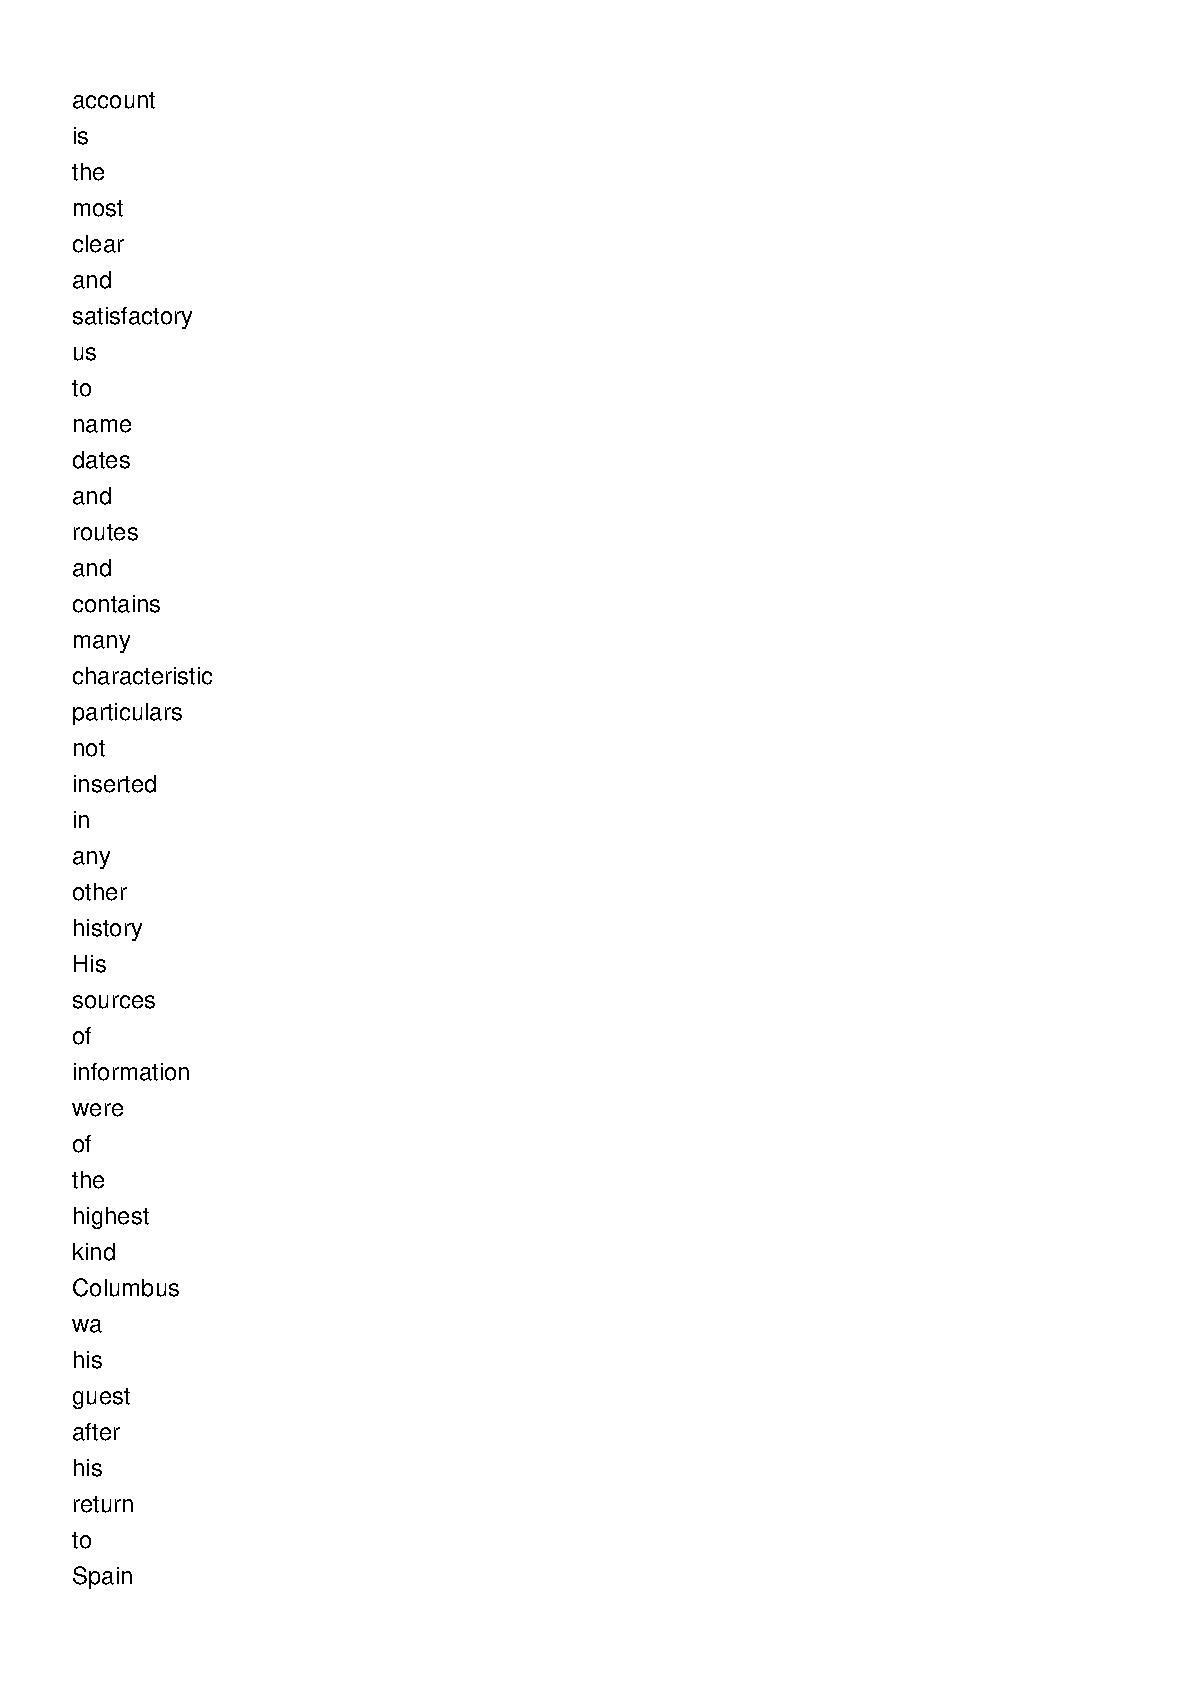 account
is
the
most
clear
and
satisfactory
us
to
name
dates
and
routes
and
contains
many
characteristic
particulars
not
inserted
in
any
other
history
His
sources
of
information
were
of
the
highest
kind
Columbus
wa
his
guest
after
his
return
to
Spain